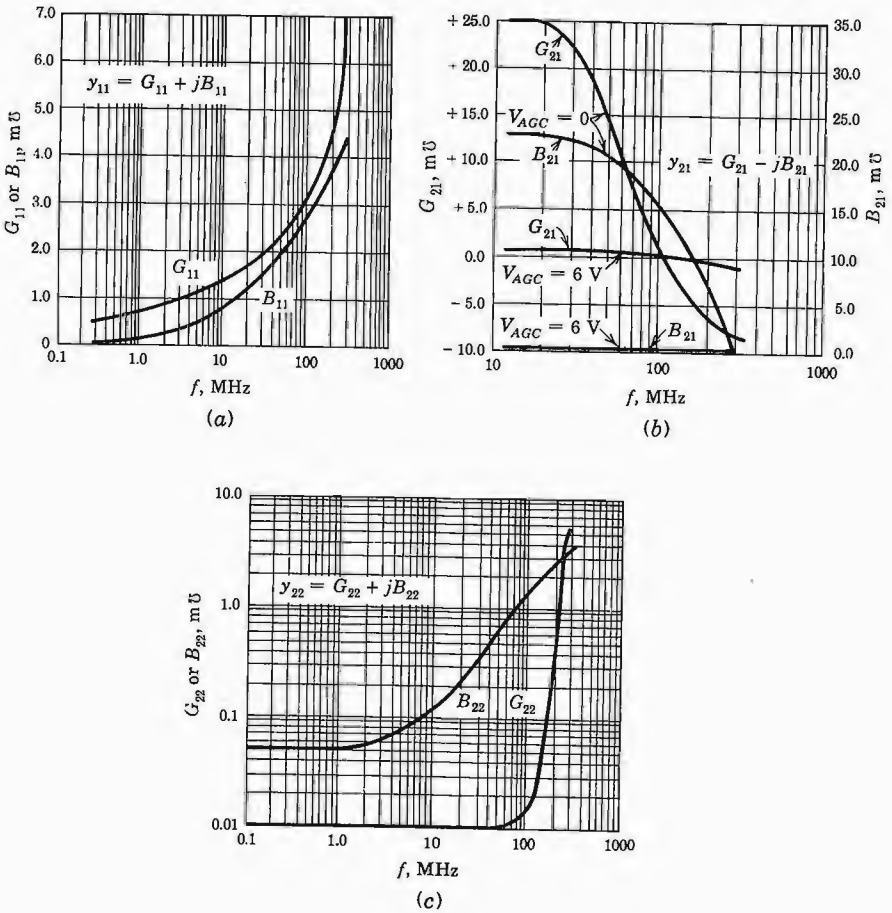 7.0
6.0
5.0
4.0
3.0
2.0
1.0
0
G₁₁ or B₁₁, m℧
y₁₁ = G₁₁ + jB₁₁
G₁₁
B₁₁
0.1 1.0 10 100 1000
f, MHz
(a)
+ 25.0
+ 20.0
+ 15.0
+ 10.0
+ 5.0
0.0
− 5.0
− 10.0
G₂₁, m℧
G₂₁
V_AGC = 0
B₂₁
y₂₁ = G₂₁ − jB₂₁
G₂₁
V_AGC = 6 V
V_AGC = 6 V
B₂₁
35.0
30.0
25.0
20.0
15.0
10.0
5.0
0.0
B₂₁, m℧
10 100 1000
f, MHz
(b)
10.0
1.0
0.1
0.01
G₂₂ or B₂₂, m℧
y₂₂ = G₂₂ + jB₂₂
B₂₂ G₂₂
0.1 1.0 10 100 1000
f, MHz
(c)